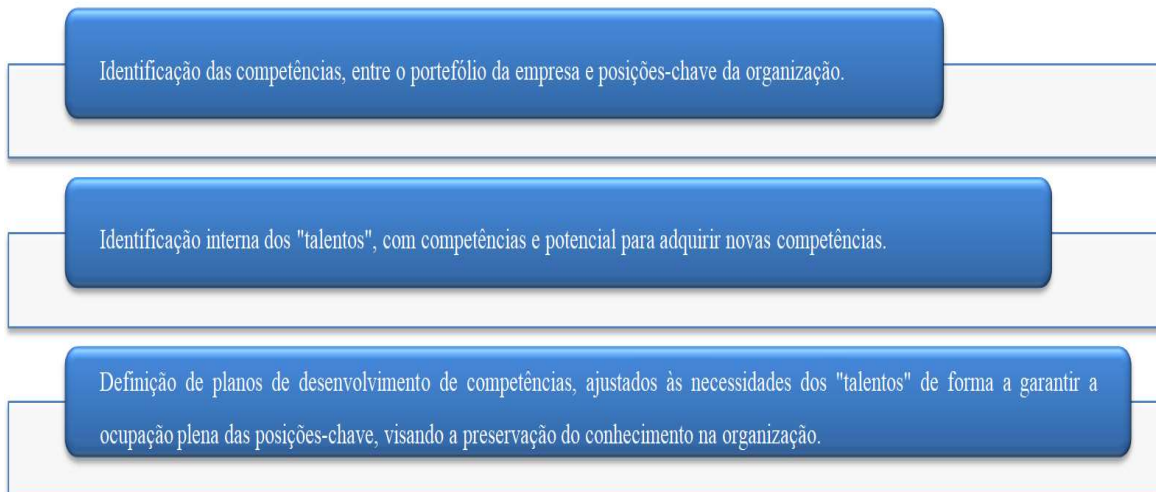 Identificação das competências, entre o portefólio da empresa e posições-chave da organização.
Identificação interna dos "talentos", com competências e potencial para adquirir novas competências.
Definição de planos de desenvolvimento de competências, ajustados às necessidades dos "talentos" de forma a garantir a
ocupação plena das posições-chave, visando a preservação do conhecimento na organização.